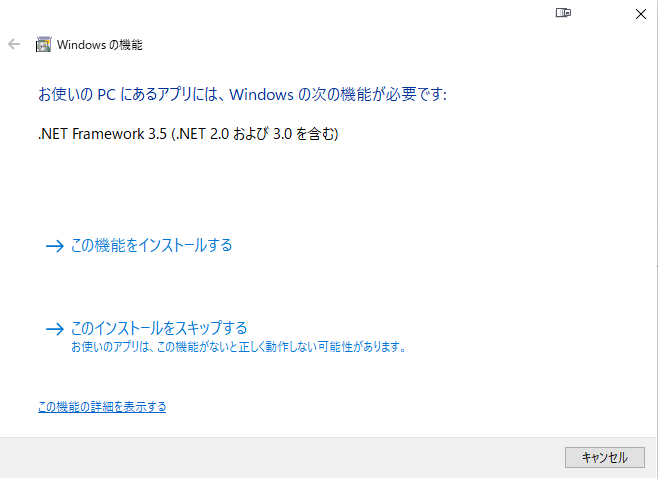 Windows の機能
お使いの PC にあるアプリには、Windows の次の機能が必要です:
.NET Framework 3.5 (.NET 2.0 および 3.0 を含む)
この機能をインストールする
このインストールをスキップする
お使いのアプリは、この機能がないと正しく動作しない可能性があります。
この機能の詳細を表示する
キャンセル